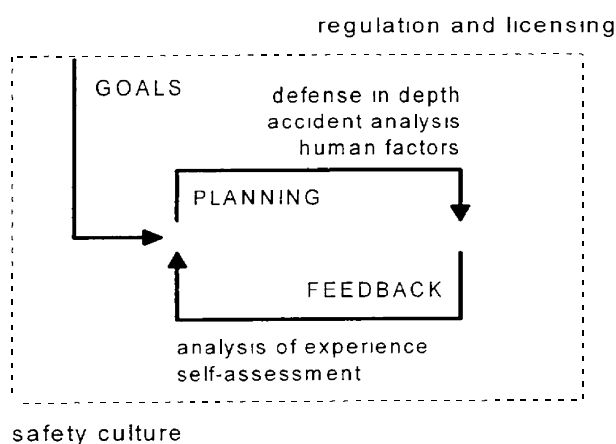 regulation and licensing
GOALS
defense in depth
accident analysis
human factors
PLANNING
FEEDBACK
analysis of experience
self-assessment
safety culture